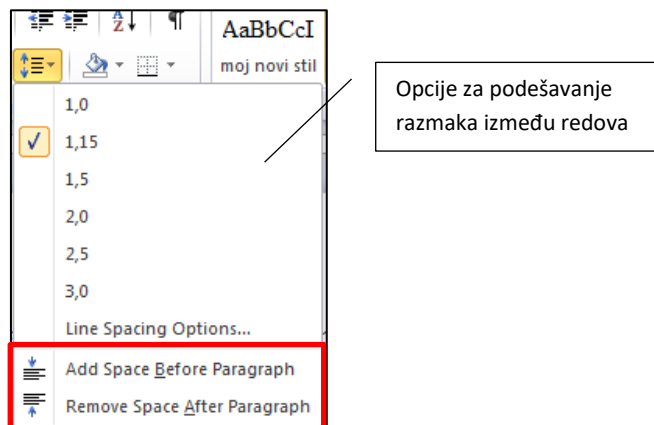 AaBbCcI
moj novi stil
Opcije za podešavanje
razmaka između redova
1,0
1,15
1,5
2,0
2,5
3,0
Line Spacing Options...
Add Space Before Paragraph
Remove Space After Paragraph